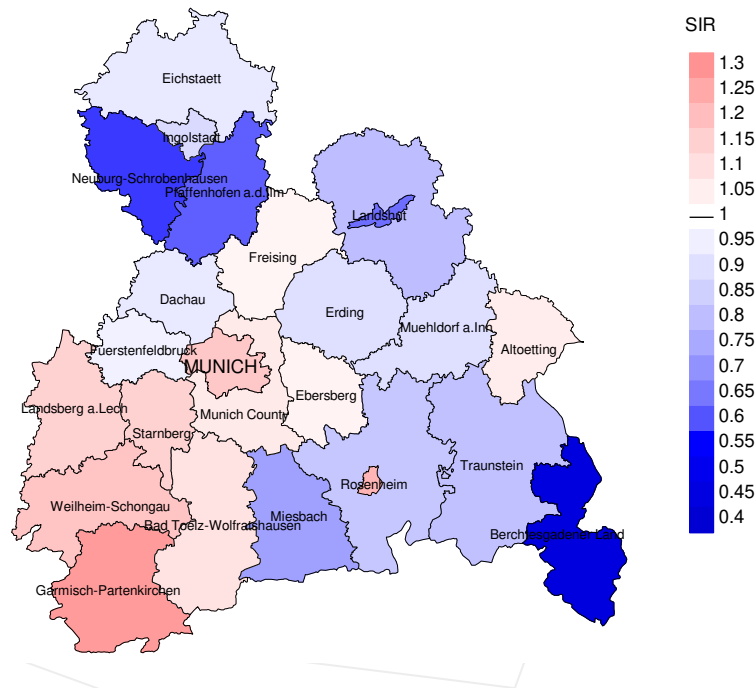 SIR
1.3
1.25
1.2
1.15
1.1
1.05
1
0.95
0.9
0.85
0.8
0.75
0.7
0.65
0.6
0.55
0.5
0.45
0.4
Eichstaett
Ingolstadt
Neuburg-Schrobenhausen
Pfaffenhofen a.d.Ilm
Landshut
Freising
Dachau
Erding
Muehldorf a.Inn
Altoetting
Fuerstenfeldbruck
MUNICH
Ebersberg
Landsberg a.Lech
Munich County
Starnberg
Traunstein
Rosenheim
Weilheim-Schongau
Miesbach
Bad Toelz-Wolfratshausen
Berchtesgadener Land
Garmisch-Partenkirchen